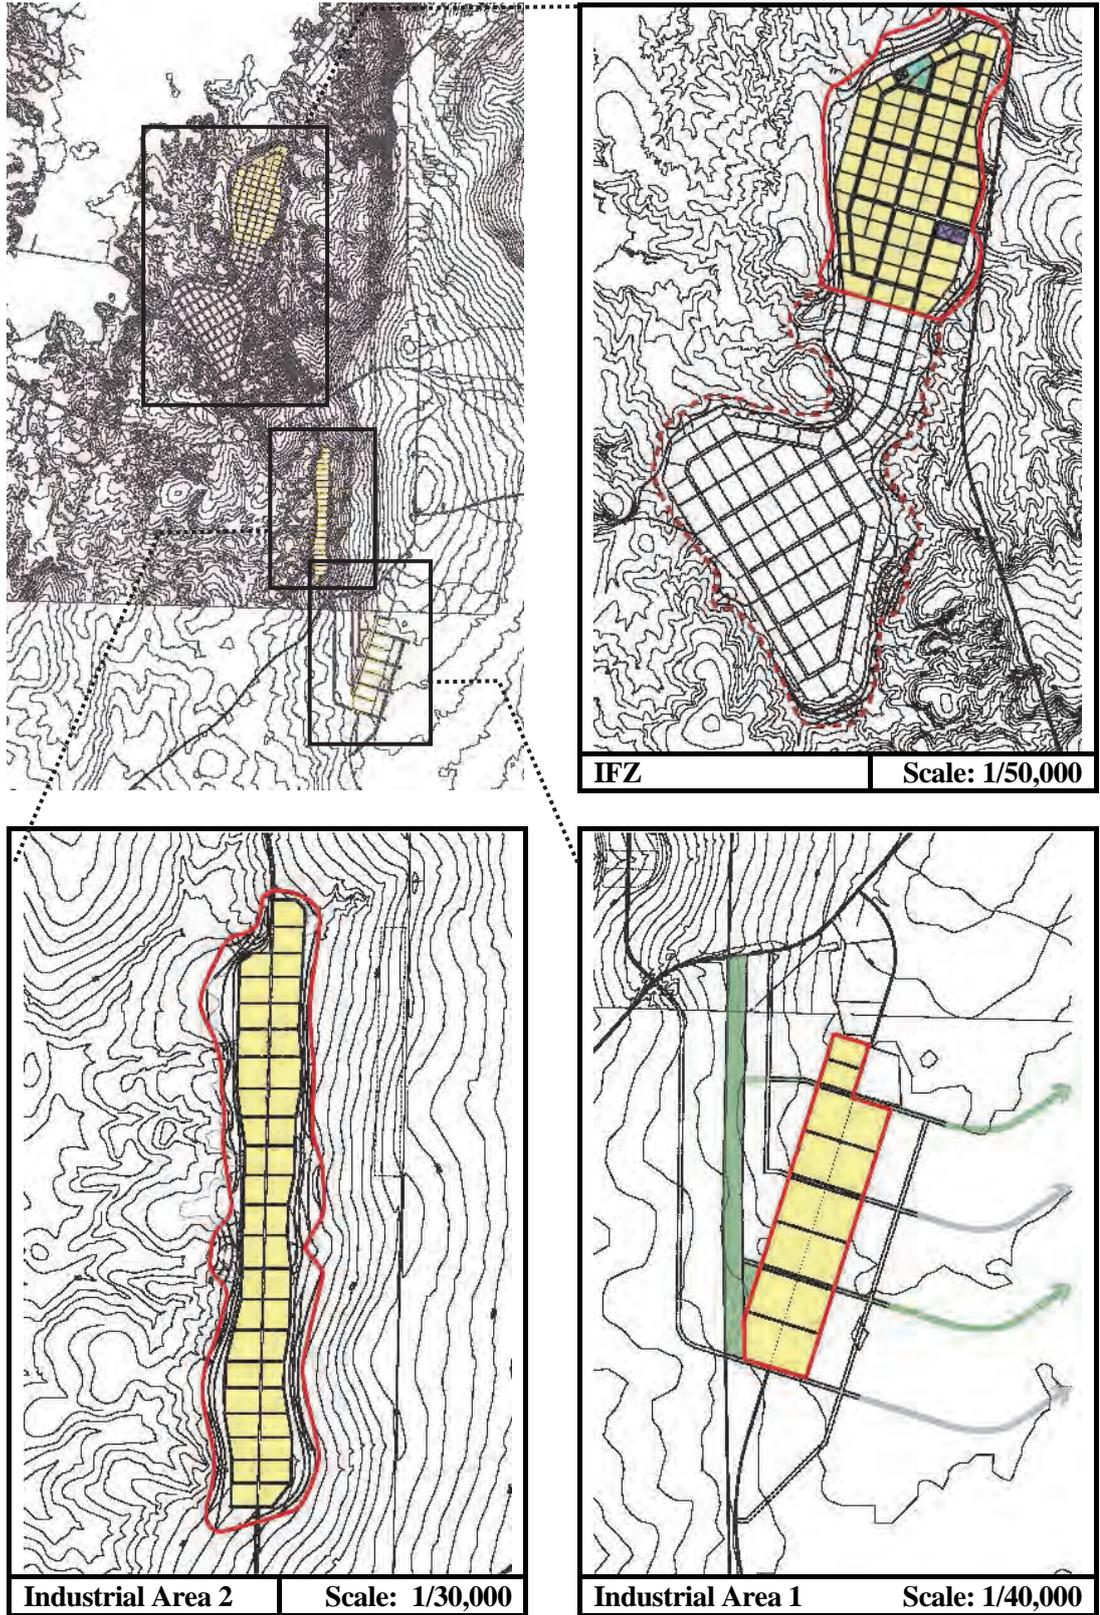 IFZ Scale: 1/50,000
Industrial Area 2 Scale: 1/30,000
Industrial Area 1 Scale: 1/40,000